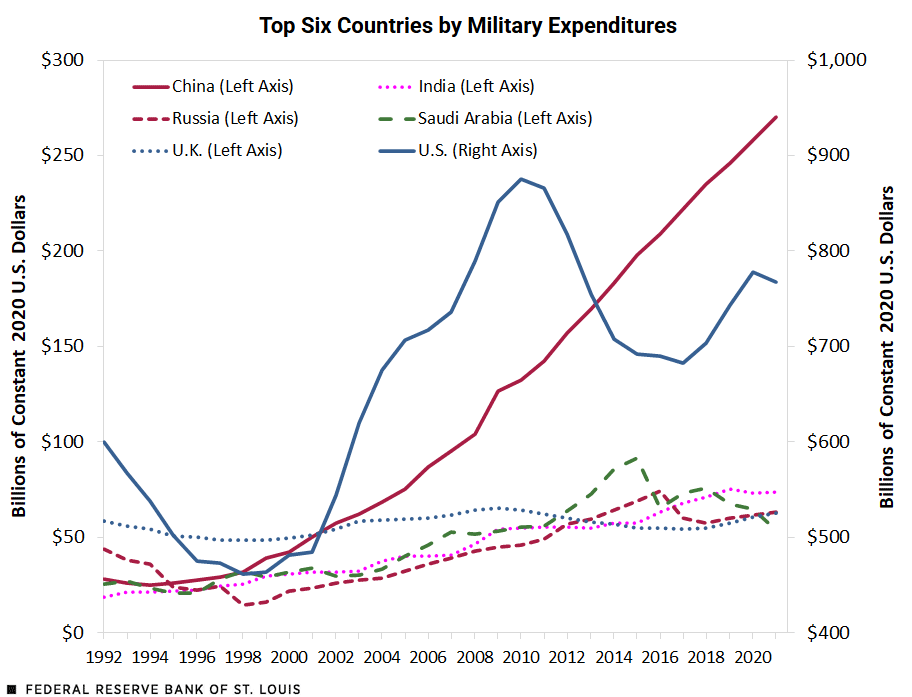 Top Six Countries by Military Expenditures
$300
$1,000
China (Left Axis)
India (Left Axis)
Russia (Left Axis)
Saudi Arabia (Left Axis)
U.K. (Left Axis)
U.S. (Right Axis)
$250
$900
$200
$800
$150
$700
$100
$600
$50
$500
$0
$400
Billions of Constant 2020 U.S. Dollars
Billions of Constant 2020 U.S. Dollars
1992 1994 1996 1998 2000 2002 2004 2006 2008 2010 2012 2014 2016 2018 2020
FEDERAL RESERVE BANK OF ST. LOUIS